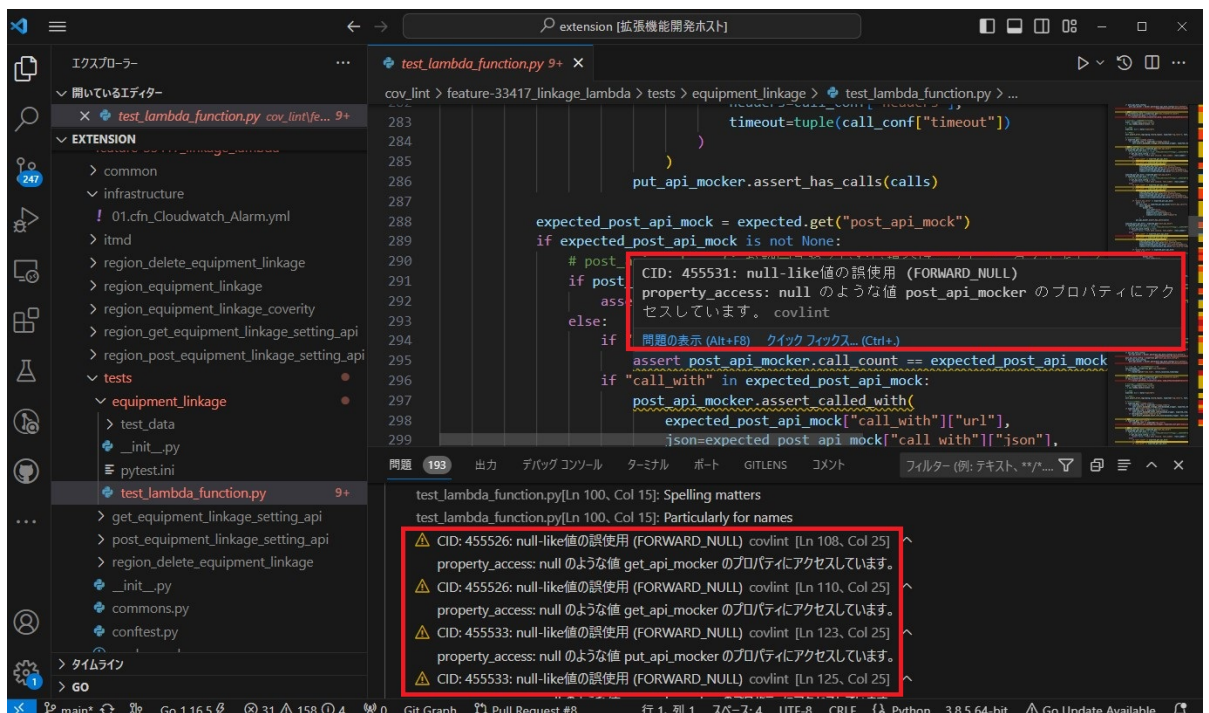 extension [拡張機能開発ホスト]
エクスプローラー
test_lambda_function.py 9+
開いているエディター
cov_lint > feature-33417_linkage_lambda > tests > equipment_linkage > test_lambda_function.py > ...
test_lambda_function.py cov_lint\fe... 9+
EXTENSION
common
infrastructure
01.cfn_Cloudwatch_Alarm.yml
itmd
region_delete_equipment_linkage
region_equipment_linkage
region_equipment_linkage_coverity
region_get_equipment_linkage_setting_api
region_post_equipment_linkage_setting_api
tests
equipment_linkage
test_data
__init__.py
pytest.ini
test_lambda_function.py 9+
get_equipment_linkage_setting_api
post_equipment_linkage_setting_api
region_delete_equipment_linkage
__init__.py
commons.py
conftest.py
タイムライン
GO
247
1
283 timeout=tuple(call_conf["timeout"])
284 )
285 )
286 put_api_mocker.assert_has_calls(calls)
287
288 expected_post_api_mock = expected.get("post_api_mock")
289 if expected_post_api_mock is not None:
290 # post_
291 if post_
292 asse
293 else:
294 if
295 assert post_api_mocker.call_count == expected_post_api_mock
296 if "call_with" in expected_post_api_mock:
297 post_api_mocker.assert_called_with(
298 expected_post_api_mock["call_with"]["url"],
299 json=expected_post_api_mock["call_with"]["json"],
CID: 455531: null-like値の誤使用 (FORWARD_NULL)
property_access: null のような値 post_api_mocker のプロパティにアク
セスしています。 covlint
問題の表示 (Alt+F8) クイック フィックス... (Ctrl+.)
問題 193 出力 デバッグ コンソール ターミナル ポート GITLENS コメント フィルター (例: テキスト、**/*....
test_lambda_function.py[Ln 100、Col 15]: Spelling matters
test_lambda_function.py[Ln 100、Col 15]: Particularly for names
CID: 455526: null-like値の誤使用 (FORWARD_NULL) covlint [Ln 108、Col 25]
property_access: null のような値 get_api_mocker のプロパティにアクセスしています。
CID: 455526: null-like値の誤使用 (FORWARD_NULL) covlint [Ln 110、Col 25]
property_access: null のような値 get_api_mocker のプロパティにアクセスしています。
CID: 455533: null-like値の誤使用 (FORWARD_NULL) covlint [Ln 123、Col 25]
property_access: null のような値 put_api_mocker のプロパティにアクセスしています。
CID: 455533: null-like値の誤使用 (FORWARD_NULL) covlint [Ln 125、Col 25]
main* Go 1.16.5 31 158 4 0 Git Graph Pull Request #8 行 1、列 1 スペース: 4 UTF-8 CRLF Python 3.8.5 64-bit Go Update Available